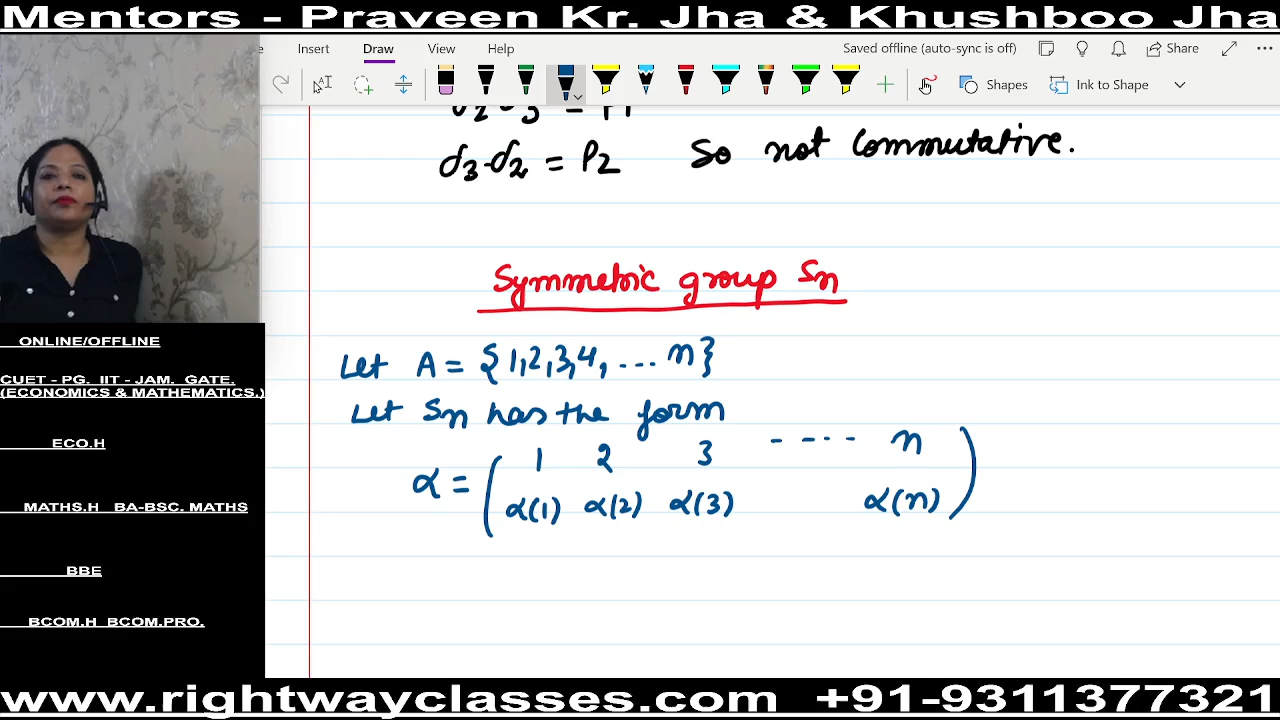 Mentors - Praveen Kr. Jha & Khushboo Jha
Insert Draw View Help
Saved offline (auto-sync is off) Share
Shapes Ink to Shape
σ3·σ2 = P2 So not Commutative.
Symmetric group Sn
Let A = {1,2,3,4, ... n}
Let Sn has the form
1 2 3 ---- n
α = ( α(1) α(2) α(3) α(n) )
ONLINE/OFFLINE
CUET - PG. IIT - JAM. GATE.
(ECONOMICS & MATHEMATICS.)
ECO.H
MATHS.H BA-BSC. MATHS
BBE
BCOM.H BCOM.PRO.
www.rightwayclasses.com +91-9311377321